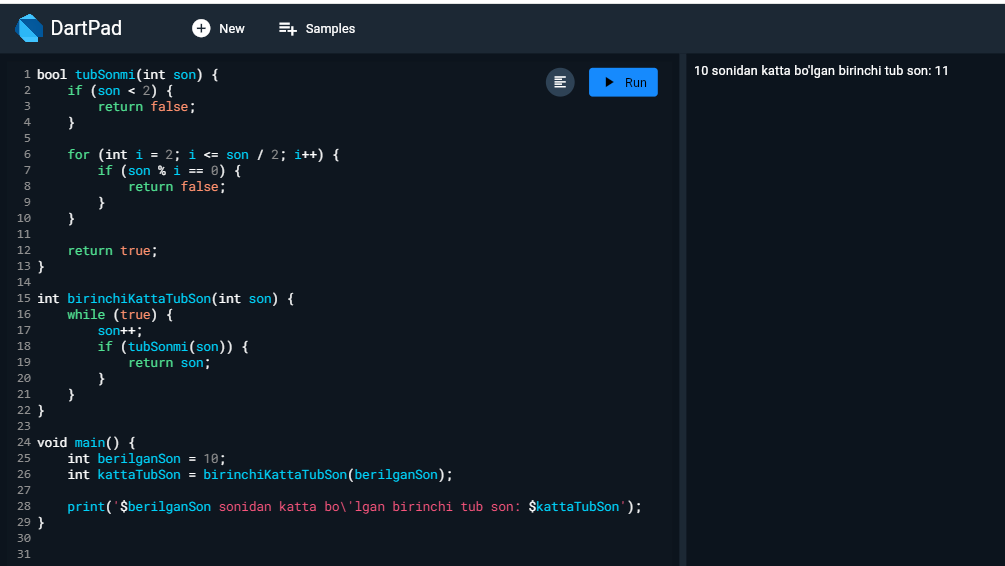 DartPad New Samples
1 bool tubSonmi(int son) {
2 if (son < 2) {
3 return false;
4 }
5
6 for (int i = 2; i <= son / 2; i++) {
7 if (son % i == 0) {
8 return false;
9 }
10 }
11
12 return true;
13 }
14
15 int birinchiKattaTubSon(int son) {
16 while (true) {
17 son++;
18 if (tubSonmi(son)) {
19 return son;
20 }
21 }
22 }
23
24 void main() {
25 int berilganSon = 10;
26 int kattaTubSon = birinchiKattaTubSon(berilganSon);
27
28 print('$berilganSon sonidan katta bo\'lgan birinchi tub son: $kattaTubSon');
29 }
30
31
Run
10 sonidan katta bo'lgan birinchi tub son: 11